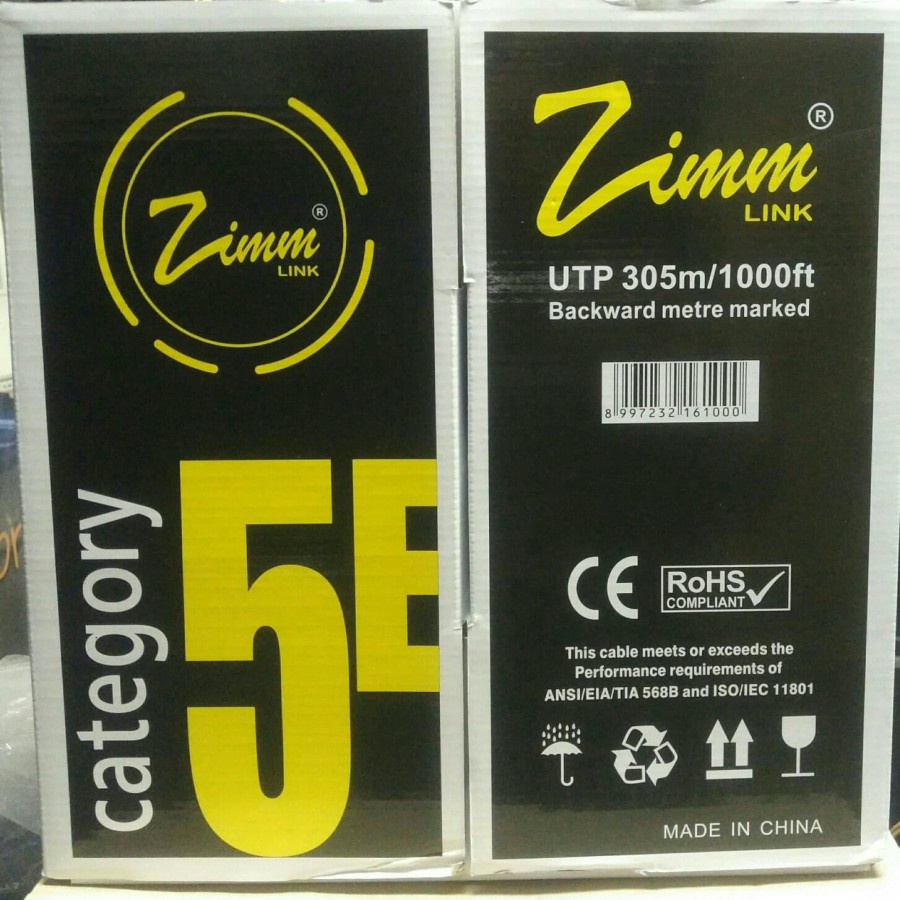 Zimm®
LINK
category
5E
Zimm®
LINK
UTP 305m/1000ft
Backward metre marked
8 997232 161000
CE
RoHS
COMPLIANT
This cable meets or exceeds the
Performance requirements of
ANSI/EIA/TIA 568B and ISO/IEC 11801
MADE IN CHINA